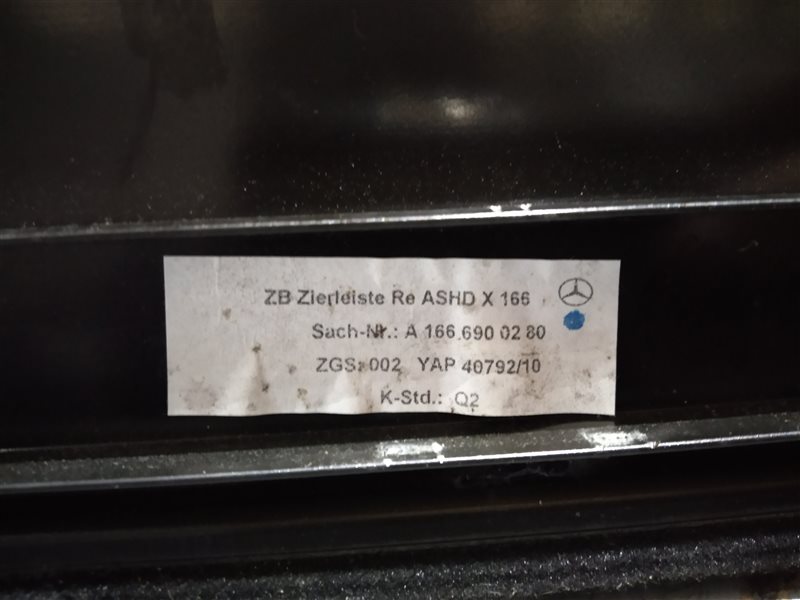 ZB Zierleiste Re ASHD X 166
Sach-Nr.: A 166 690 02 80
ZGS: 002 YAP 40792/10
K-Std.: Q2